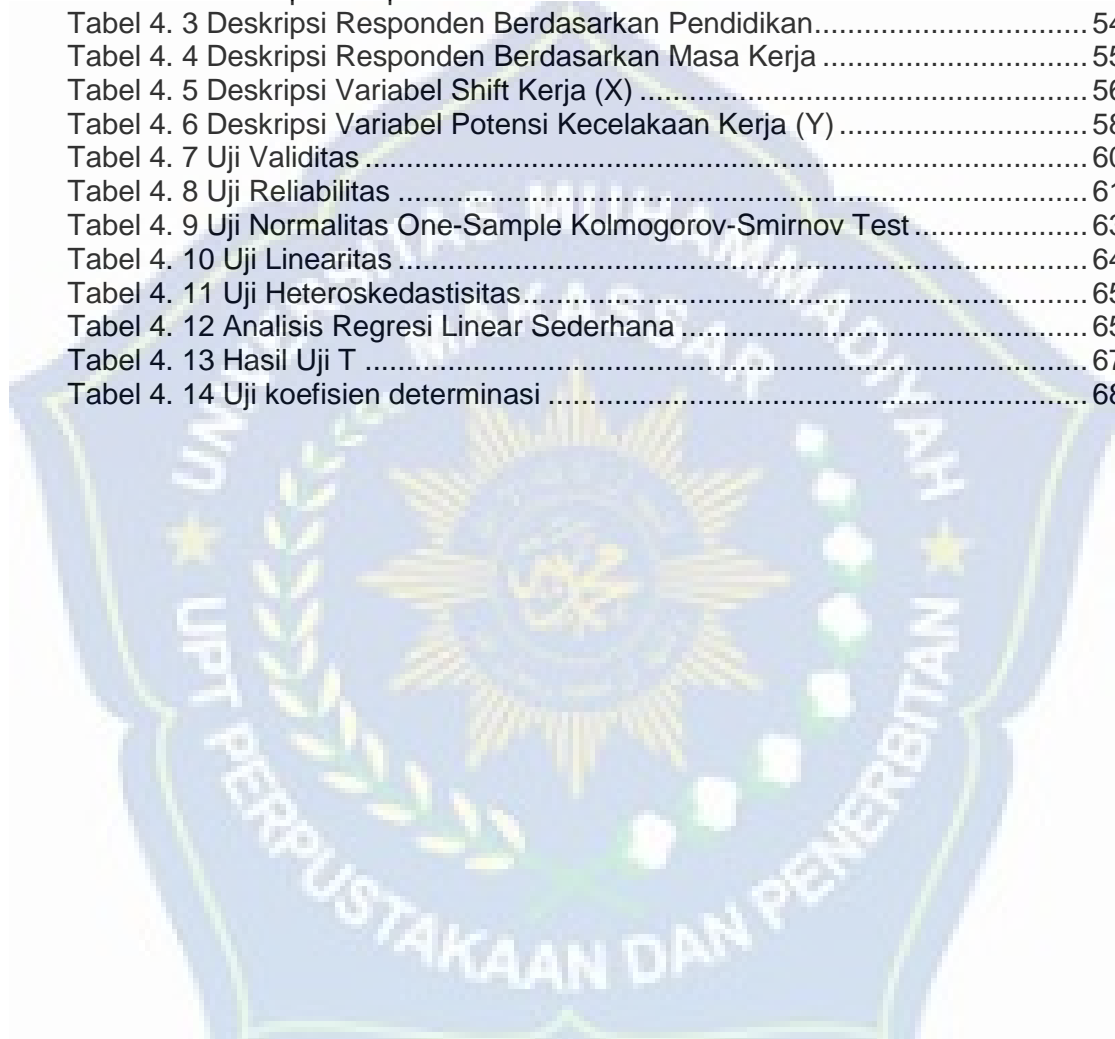 Tabel 4. 3 Deskripsi Responden Berdasarkan Pendidikan.............................. 54
Tabel 4. 4 Deskripsi Responden Berdasarkan Masa Kerja ............................. 55
Tabel 4. 5 Deskripsi Variabel Shift Kerja (X) .................................................... 56
Tabel 4. 6 Deskripsi Variabel Potensi Kecelakaan Kerja (Y) ........................... 58
Tabel 4. 7 Uji Validitas ..................................................................................... 60
Tabel 4. 8 Uji Reliabilitas ................................................................................. 61
Tabel 4. 9 Uji Normalitas One-Sample Kolmogorov-Smirnov Test .................. 63
Tabel 4. 10 Uji Linearitas ................................................................................. 64
Tabel 4. 11 Uji Heteroskedastisitas.................................................................. 65
Tabel 4. 12 Analisis Regresi Linear Sederhana ............................................... 65
Tabel 4. 13 Hasil Uji T ..................................................................................... 67
Tabel 4. 14 Uji koefisien determinasi ............................................................... 68
UNIVERSITAS MUHAMMADIYAH
MAKASSAR
UPT PERPUSTAKAAN DAN PENERBITAN